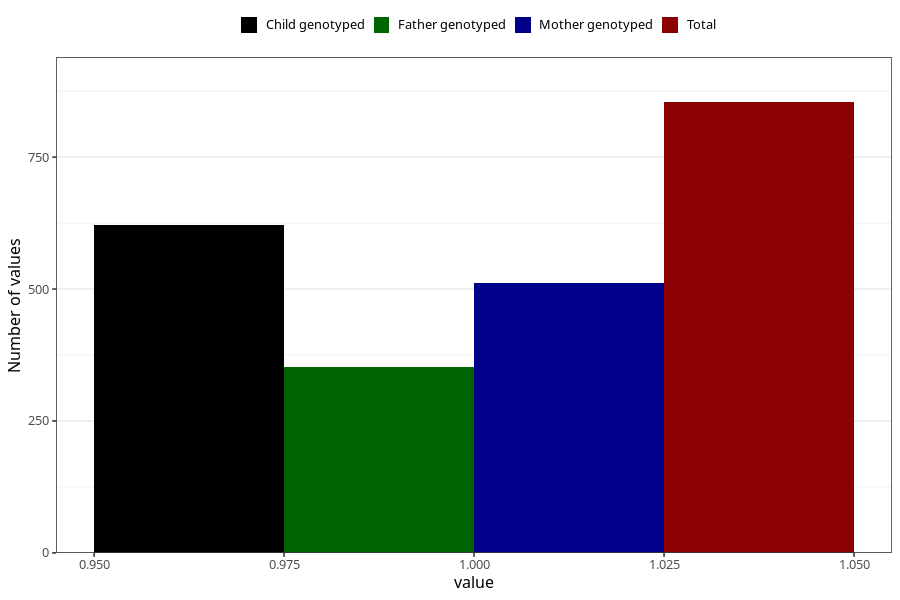 Child genotyped Father genotyped Mother genotyped Total
Number of values
750
500
250
0
0.950 0.975 1.000 1.025 1.050
value